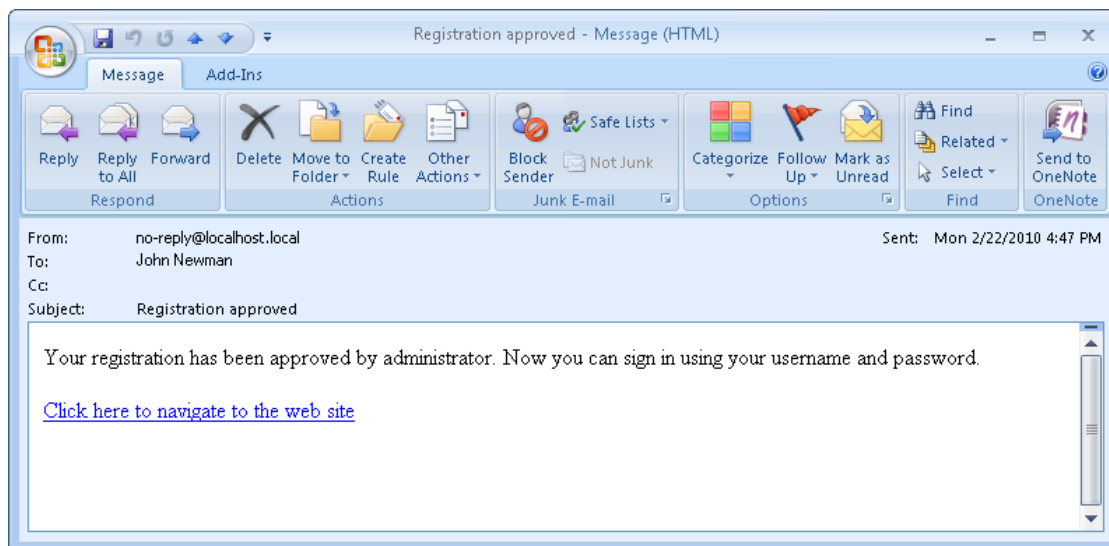 Registration approved - Message (HTML)
Message Add-Ins
Reply Reply to All Forward
Respond
Delete Move to Folder Create Rule Other Actions
Actions
Block Sender Safe Lists Not Junk
Junk E-mail
Categorize Follow Up Mark as Unread
Options
Find Related Select
Find
Send to OneNote
OneNote
From: no-reply@localhost.local Sent: Mon 2/22/2010 4:47 PM
To: John Newman
Cc:
Subject: Registration approved
Your registration has been approved by administrator. Now you can sign in using your username and password.
Click here to navigate to the web site